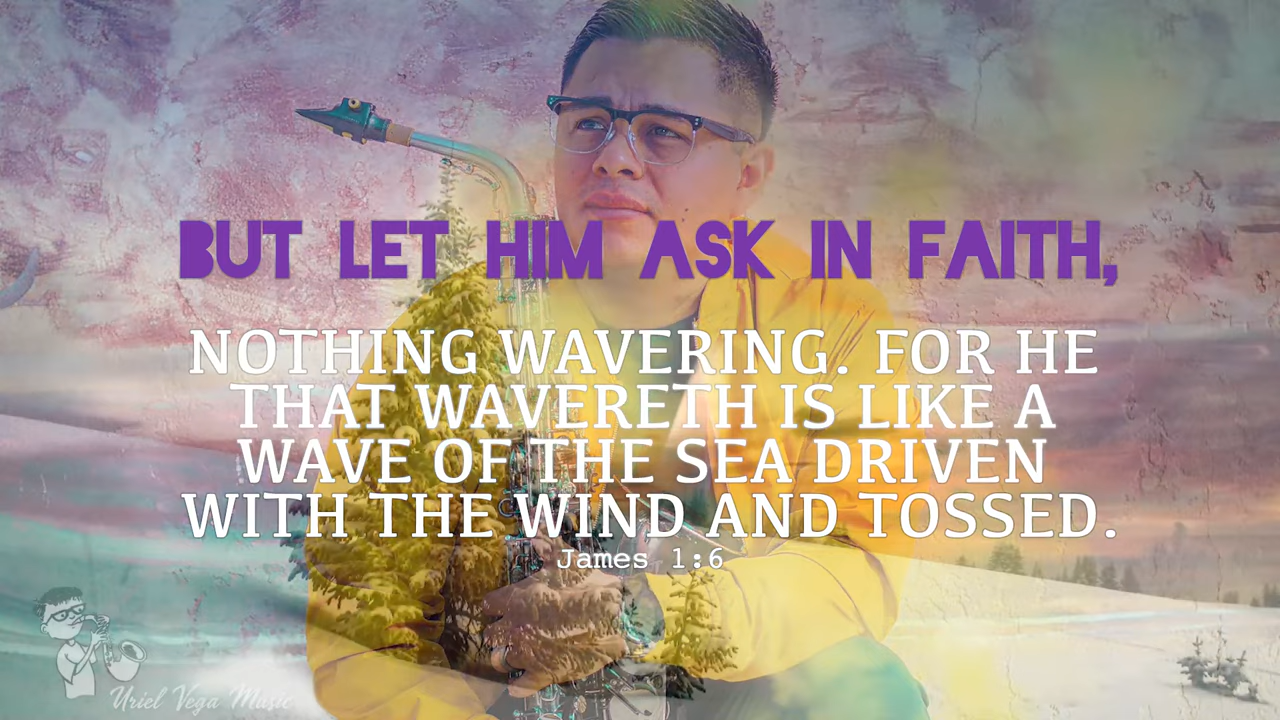 BUT LET HIM ASK IN FAITH,
NOTHING WAVERING. FOR HE
THAT WAVERETH IS LIKE A
WAVE OF THE SEA DRIVEN
WITH THE WIND AND TOSSED.
James 1:6
Uriel Vega Music